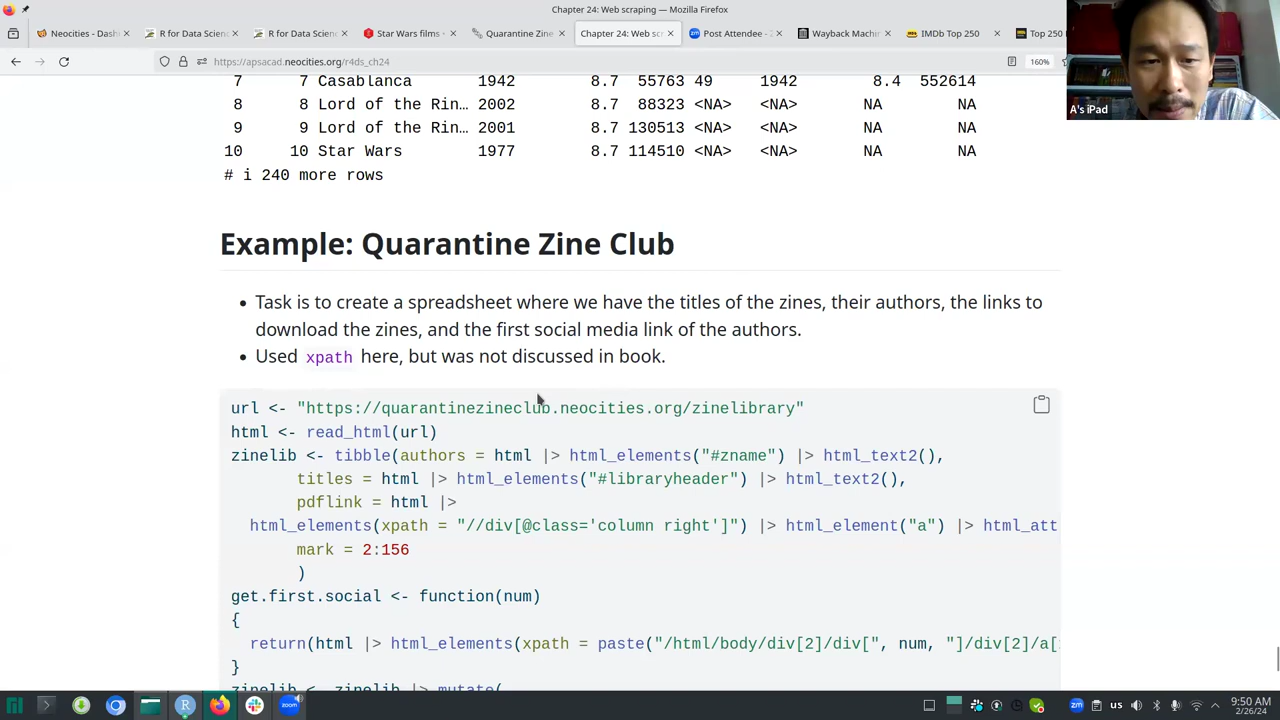 Chapter 24: Web scraping — Mozilla Firefox
Neocities - Dash
R for Data Scienc
R for Data Scienc
Star Wars films -
Quarantine Zine
Chapter 24: Web sc
Post Attendee - Z
Wayback Machin
IMDb Top 250
Top 250
https://apsacad.neocities.org/r4ds_ch24
160%
A's iPad
7 7 Casablanca 1942 8.7 55763 49 1942 8.4 552614
8 8 Lord of the Rin… 2002 8.7 88323 <NA> <NA> NA NA
9 9 Lord of the Rin… 2001 8.7 130513 <NA> <NA> NA NA
10 10 Star Wars 1977 8.7 114510 <NA> <NA> NA NA
# i 240 more rows
Example: Quarantine Zine Club
• Task is to create a spreadsheet where we have the titles of the zines, their authors, the links to
download the zines, and the first social media link of the authors.
• Used xpath here, but was not discussed in book.
url <- "https://quarantinezineclub.neocities.org/zinelibrary"
html <- read_html(url)
zinelib <- tibble(authors = html |> html_elements("#zname") |> html_text2(),
titles = html |> html_elements("#libraryheader") |> html_text2(),
pdflink = html |>
html_elements(xpath = "//div[@class='column right']") |> html_element("a") |> html_att
mark = 2:156
)
get.first.social <- function(num)
{
return(html |> html_elements(xpath = paste("/html/body/div[2]/div[", num, "]/div[2]/a[
}
zinelib <- zinelib |> mutate(
us
9:50 AM
2/26/24